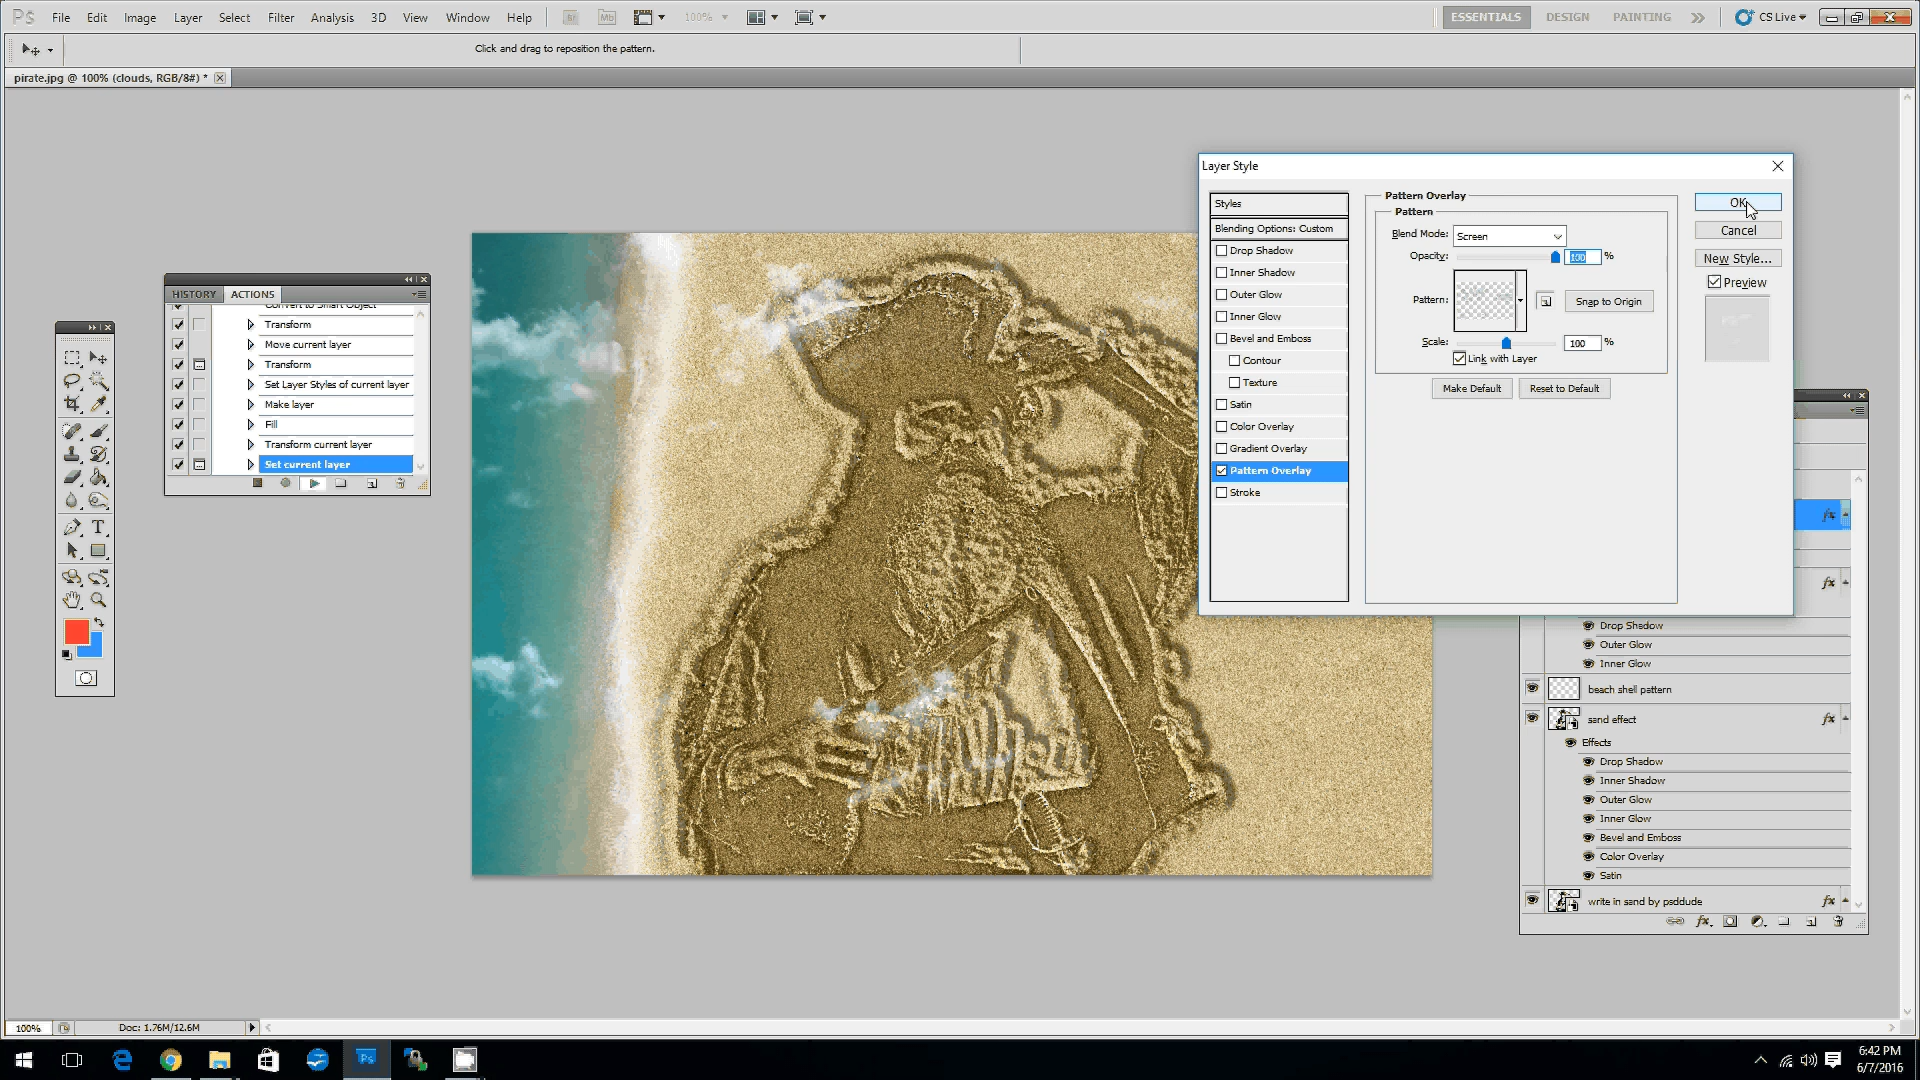 Ps File Edit Image Layer Select Filter Analysis 3D View Window Help Br Mb 100% ESSENTIALS DESIGN PAINTING CS Live
Click and drag to reposition the pattern.
pirate.jpg @ 100% (clouds, RGB/8#) *
Layer Style
Styles
Blending Options: Custom
Drop Shadow
Inner Shadow
Outer Glow
Inner Glow
Bevel and Emboss
Contour
Texture
Satin
Color Overlay
Gradient Overlay
Pattern Overlay
Stroke
Pattern Overlay
Pattern
Blend Mode: Screen
Opacity: 100 %
Pattern: Snap to Origin
Scale: 100 %
Link with Layer
Make Default Reset to Default
OK
Cancel
New Style...
Preview
HISTORY ACTIONS
Convert to Smart Object
Transform
Move current layer
Transform
Set Layer Styles of current layer
Make layer
Fill
Transform current layer
Set current layer
T
fx
fx
Drop Shadow
Outer Glow
Inner Glow
beach shell pattern
sand effect fx
Effects
Drop Shadow
Inner Shadow
Outer Glow
Inner Glow
Bevel and Emboss
Color Overlay
Satin
write in sand by psddude fx
fx
100% Doc: 1.76M/12.6M
Ps
6:42 PM
6/7/2016